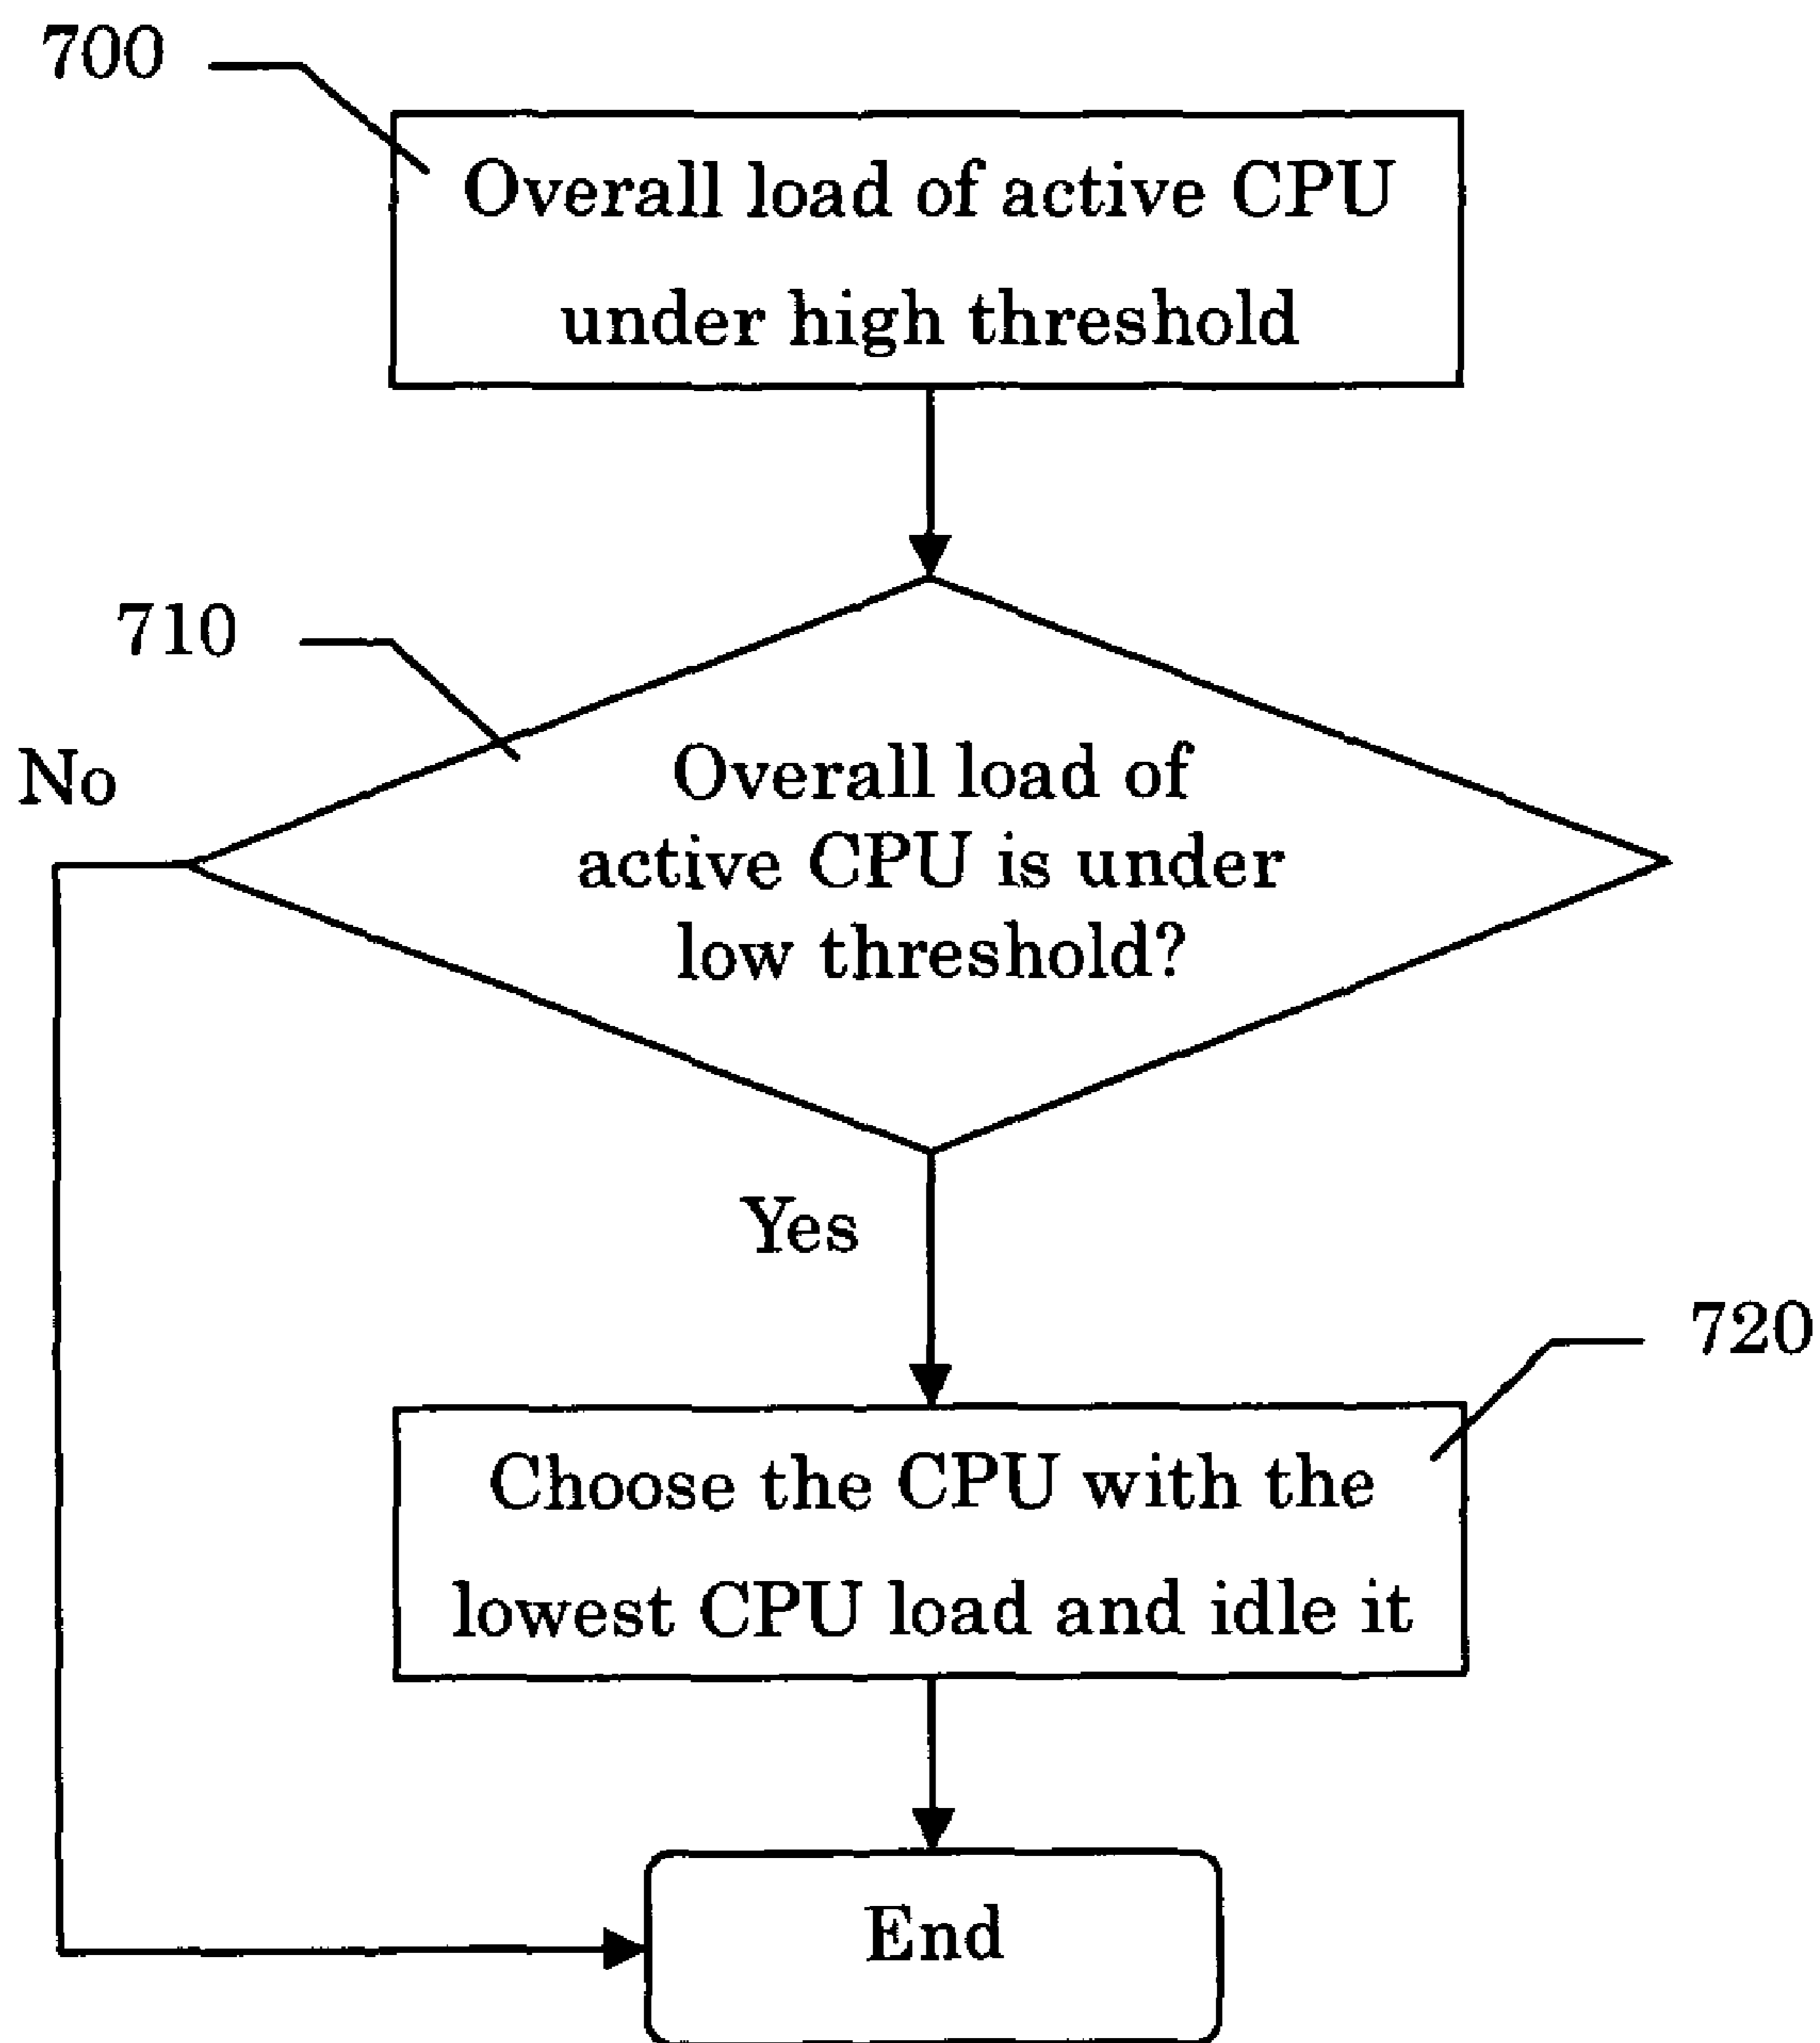 700
Overall load of active CPU
under high threshold
710
No
Overall load of
active CPU is under
low threshold?
Yes
720
Choose the CPU with the
lowest CPU load and idle it
End